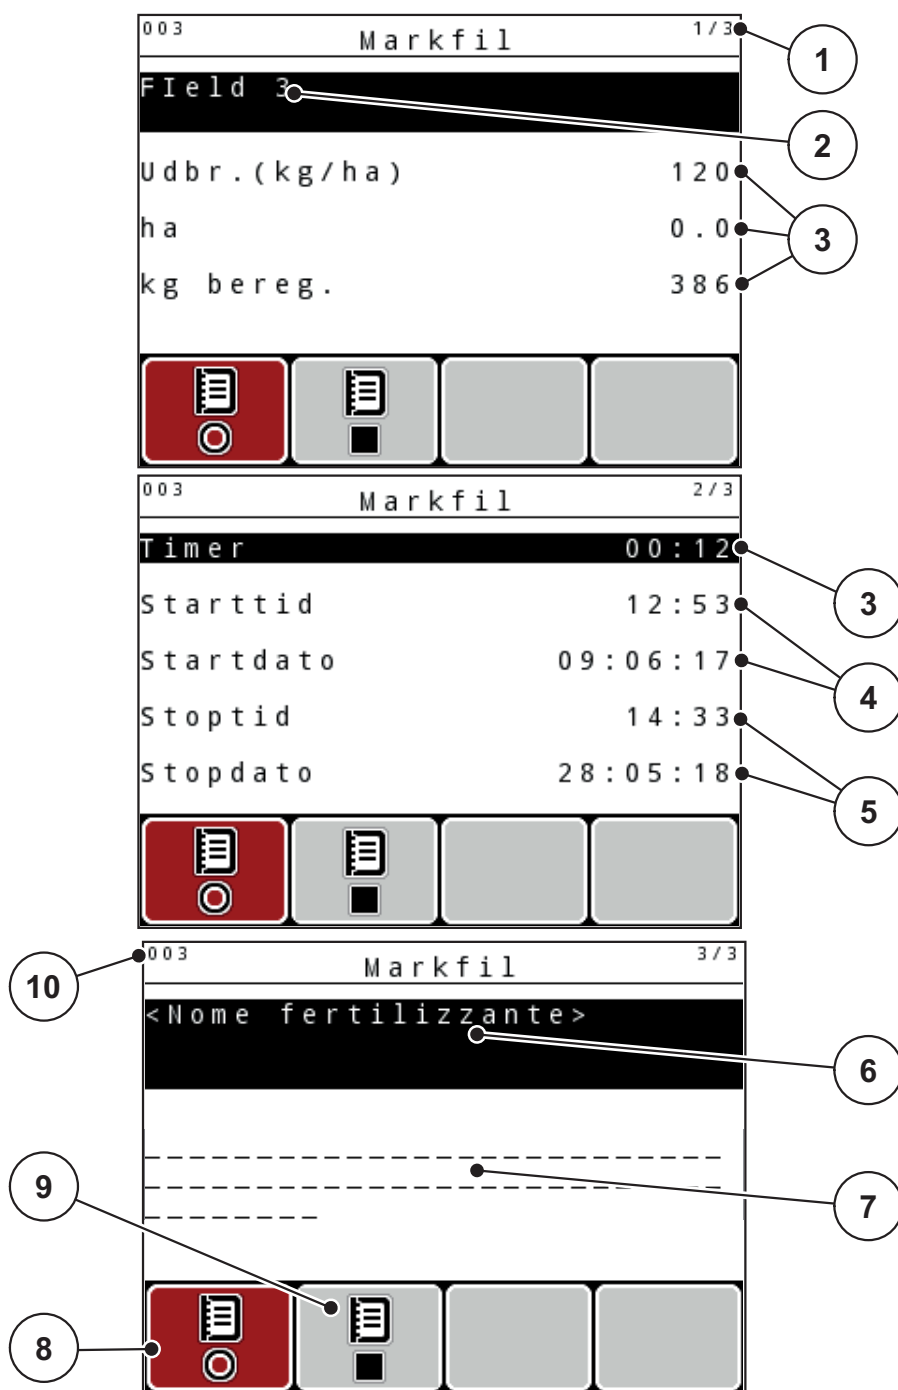 003 Markfil 1/3
1
FIeld 3
2
Udbr.(kg/ha) 120
ha 0.0
3
kg bereg. 386
003 Markfil 2/3
Timer 00:12
3
Starttid 12:53
Startdato 09:06:17
4
Stoptid 14:33
Stopdato 28:05:18
5
003 Markfil 3/3
10
<Nome fertilizzante>
6
9
7
8